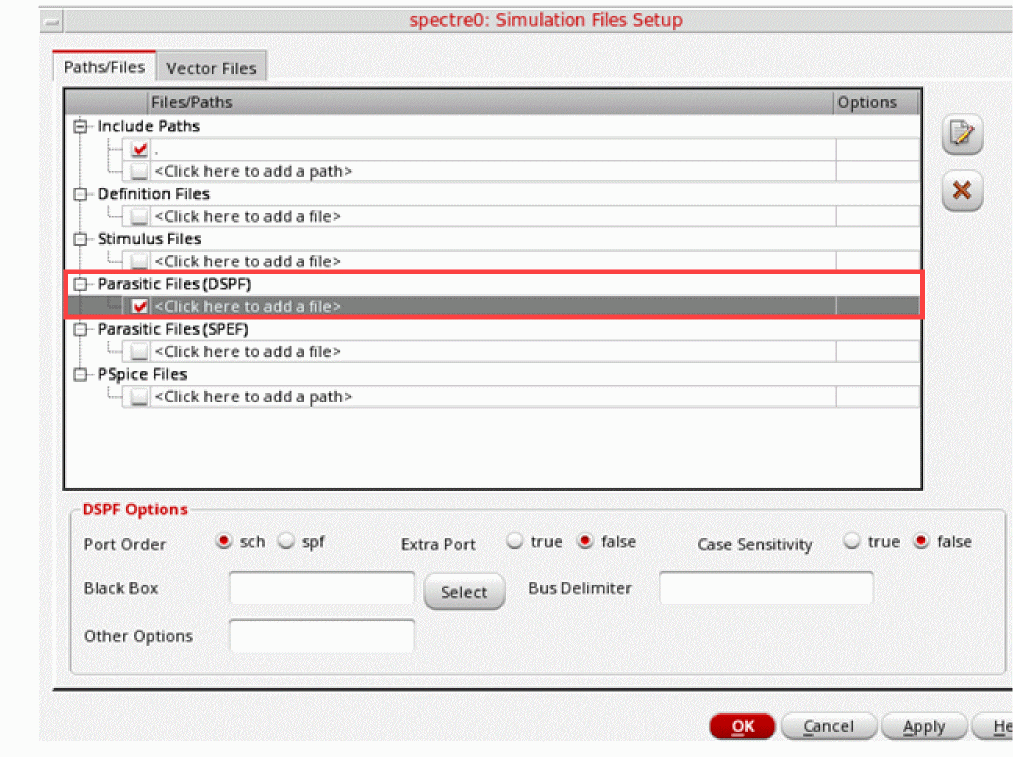 spectre0: Simulation Files Setup
Paths/Files Vector Files
Files/Paths Options
Include Paths
.
<Click here to add a path>
Definition Files
<Click here to add a file>
Stimulus Files
<Click here to add a file>
Parasitic Files (DSPF)
<Click here to add a file>
Parasitic Files (SPEF)
<Click here to add a file>
PSpice Files
<Click here to add a path>
DSPF Options
Port Order sch spf Extra Port true false Case Sensitivity true false
Black Box Select Bus Delimiter
Other Options
OK Cancel Apply He